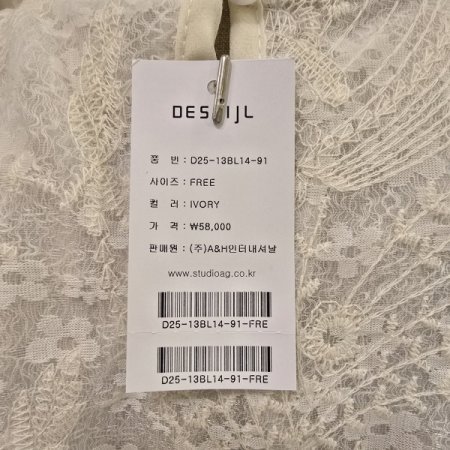 품 번 : D25-13BL14-91
사이즈 : FREE
컬 러 : IVORY
가 격 : ₩58,000
판매원 : (주)A&H인터내셔날
www.studioag.co.kr
D25-13BL14-91-FRE
D25-13BL14-91-FRE